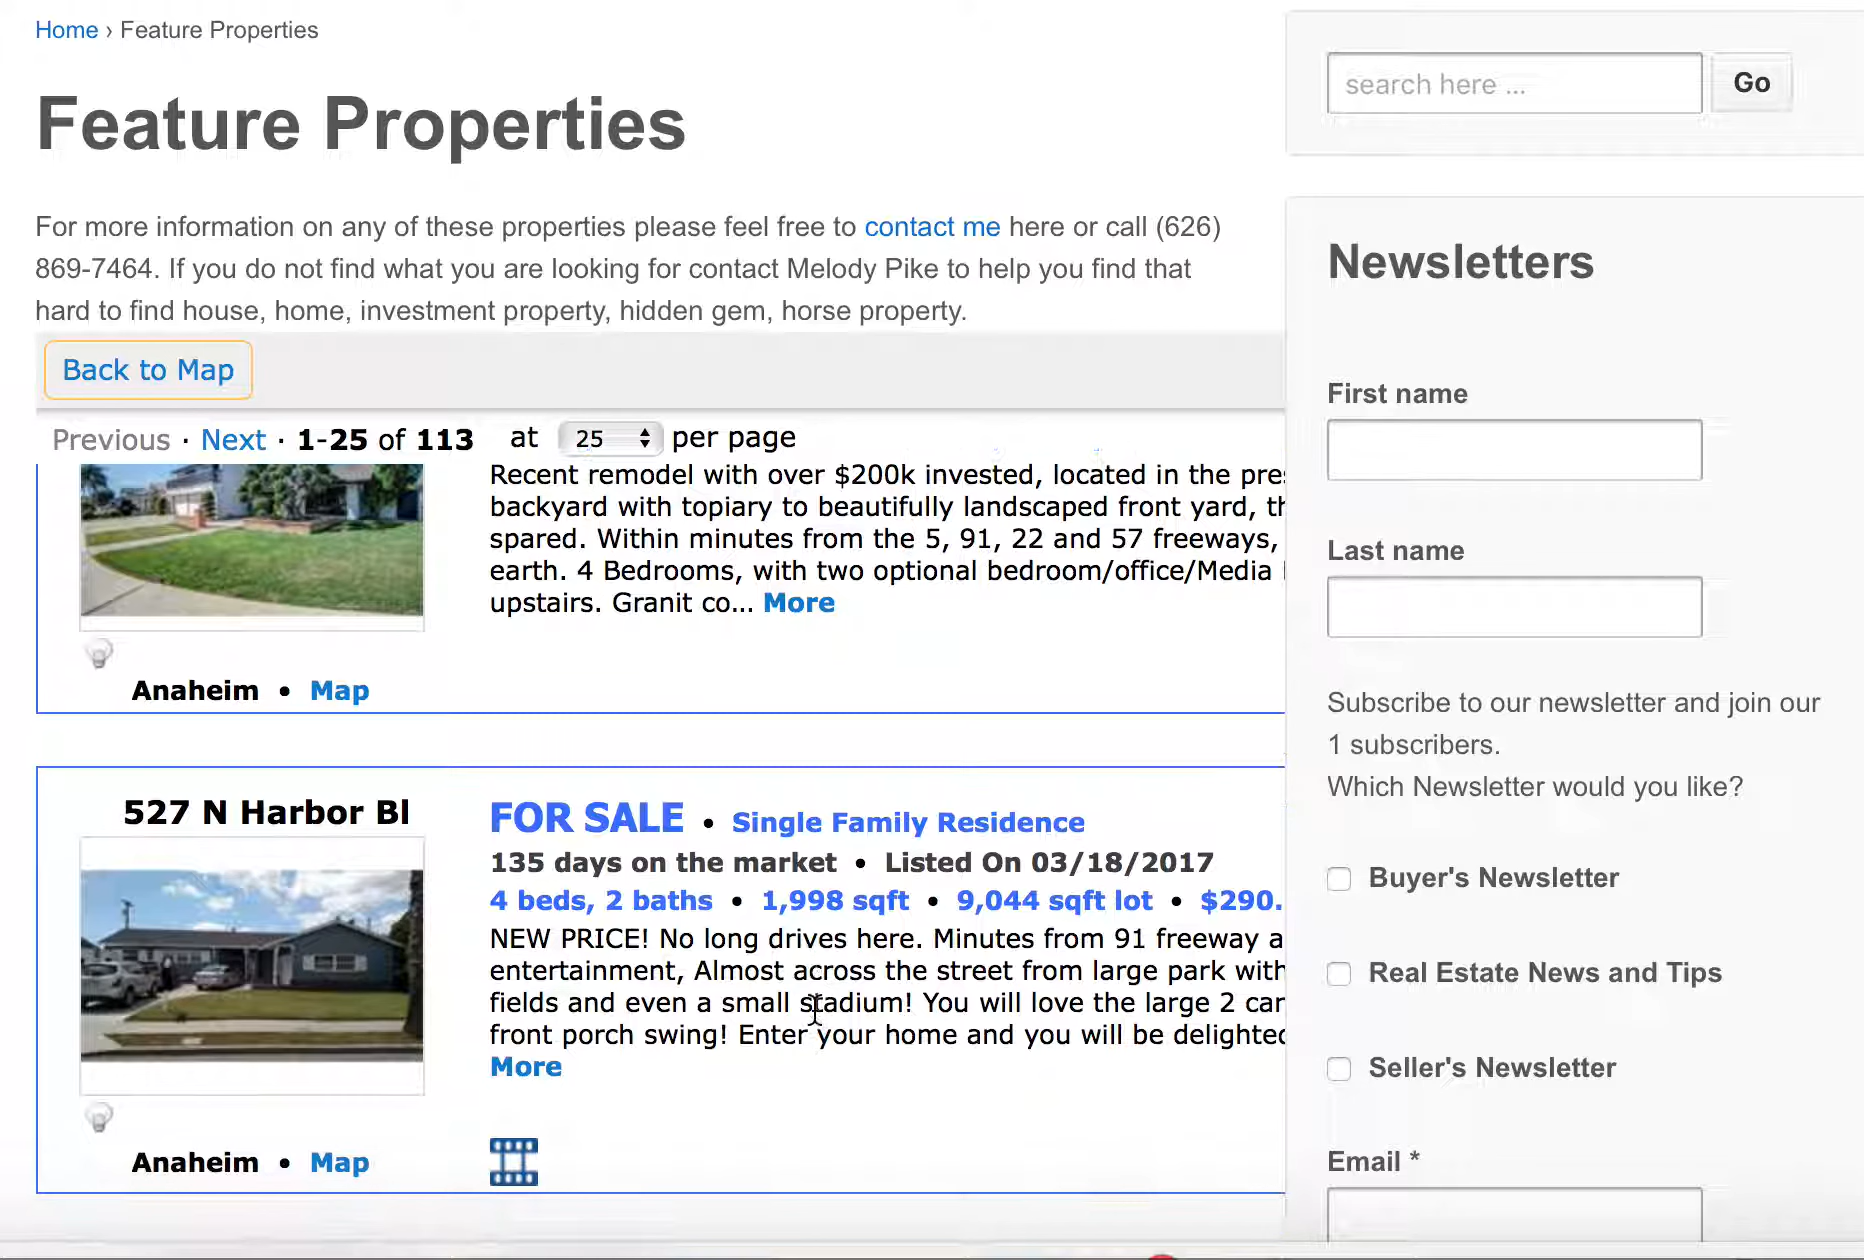 Home › Feature Properties
Feature Properties
For more information on any of these properties please feel free to contact me here or call (626)
869-7464. If you do not find what you are looking for contact Melody Pike to help you find that
hard to find house, home, investment property, hidden gem, horse property.
Back to Map
Previous · Next · 1-25 of 113 at 25 per page
Recent remodel with over $200k invested, located in the
backyard with topiary to beautifully landscaped front yard,
spared. Within minutes from the 5, 91, 22 and 57 freeways,
earth. 4 Bedrooms, with two optional bedroom/office/Media
upstairs. Granit co... More
Anaheim • Map
527 N Harbor Bl
FOR SALE • Single Family Residence
135 days on the market • Listed On 03/18/2017
4 beds, 2 baths • 1,998 sqft • 9,044 sqft lot • $290.
NEW PRICE! No long drives here. Minutes from 91 freeway a
entertainment, Almost across the street from large park with
fields and even a small stadium! You will love the large 2 car
front porch swing! Enter your home and you will be delighted
More
Anaheim • Map
search here ...
Go
Newsletters
First name
Last name
Subscribe to our newsletter and join our
1 subscribers.
Which Newsletter would you like?
Buyer's Newsletter
Real Estate News and Tips
Seller's Newsletter
Email *